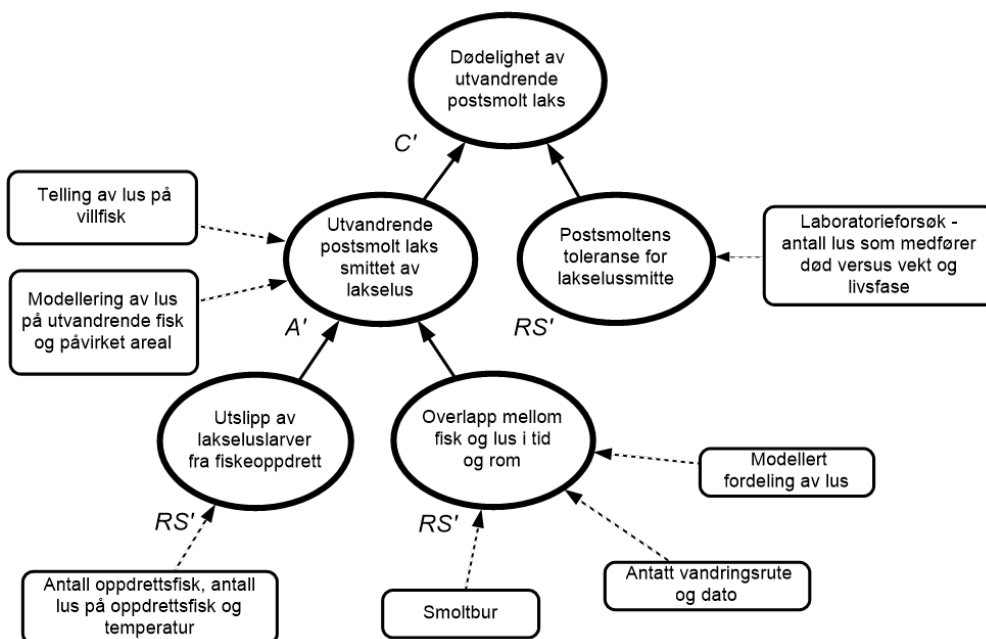 Dødelighet av
utvandrende
postsmolt laks
C'
Telling av lus på
villfisk
Utvandrende
postsmolt laks
smittet av
lakselus
Postsmoltens
toleranse for
lakselussmitte
Laboratorieforsøk -
antall lus som medfører
død versus vekt og
livsfase
Modellering av lus
på utvandrende fisk
og påvirket areal
A'
RS'
Utslipp av
lakseluslarver
fra fiskeoppdrett
Overlapp mellom
fisk og lus i tid
og rom
Modellert
fordeling av lus
RS'
RS'
Antall oppdrettsfisk, antall
lus på oppdrettsfisk og
temperatur
Smoltbur
Antatt vandringsrute
og dato